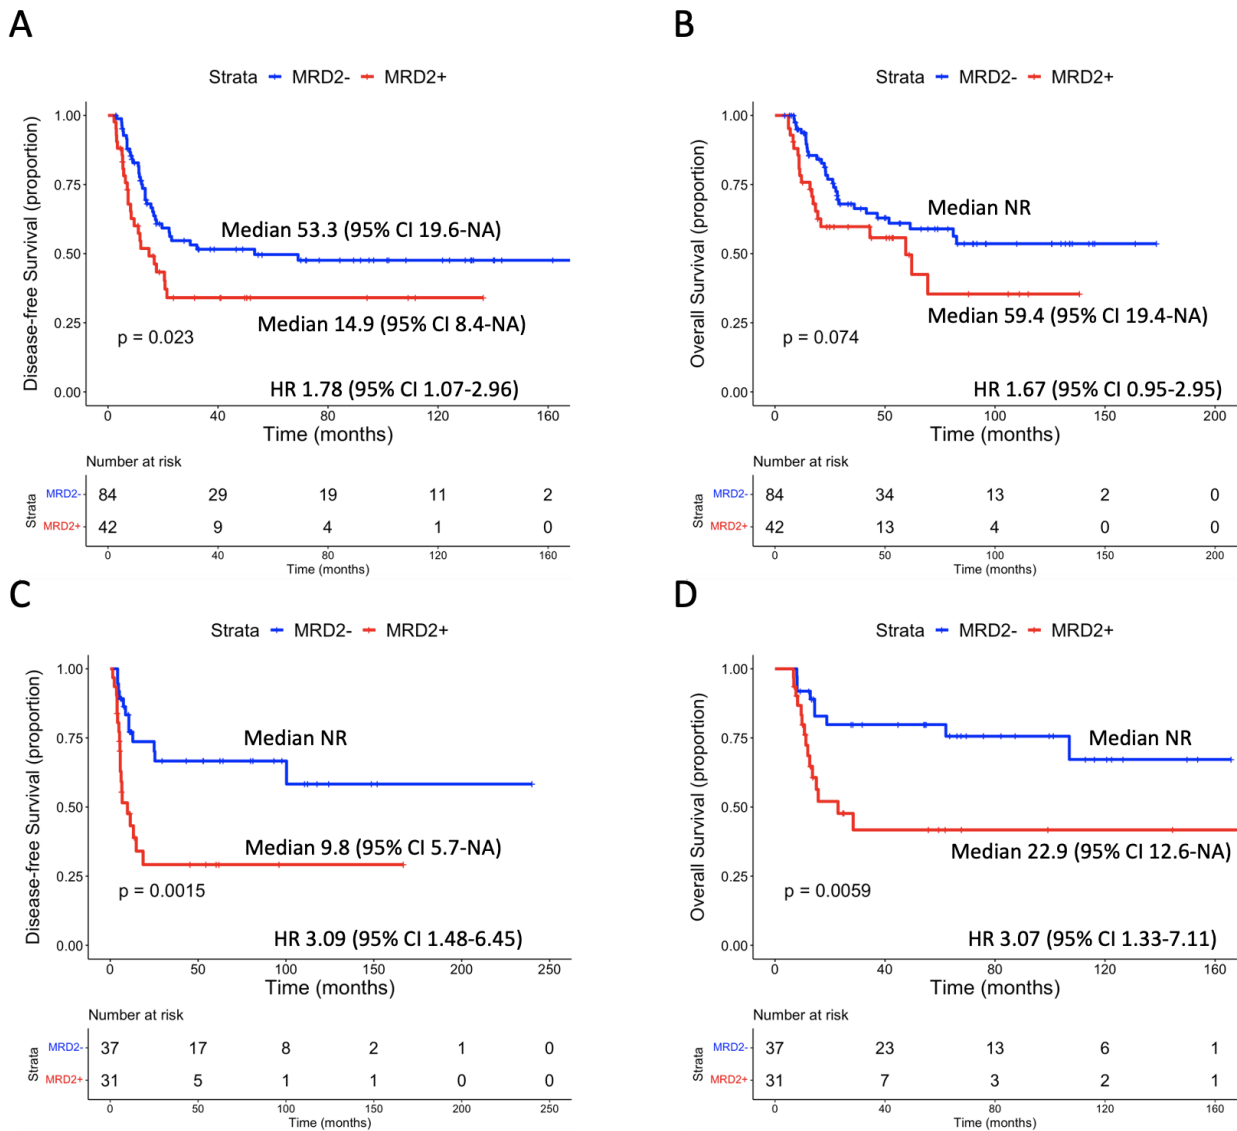 A
Strata MRD2- MRD2+
Disease-free Survival (proportion)
1.00
0.75
0.50
0.25
0.00
Median 53.3 (95% CI 19.6-NA)
Median 14.9 (95% CI 8.4-NA)
p = 0.023
HR 1.78 (95% CI 1.07-2.96)
0 40 80 120 160
Time (months)
Number at risk
Strata
MRD2- 84 29 19 11 2
MRD2+ 42 9 4 1 0
0 40 80 120 160
Time (months)
B
Strata MRD2- MRD2+
Overall Survival (proportion)
1.00
0.75
0.50
0.25
0.00
Median NR
Median 59.4 (95% CI 19.4-NA)
p = 0.074
HR 1.67 (95% CI 0.95-2.95)
0 50 100 150 200
Time (months)
Number at risk
Strata
MRD2- 84 34 13 2 0
MRD2+ 42 13 4 0 0
0 50 100 150 200
Time (months)
C
Strata MRD2- MRD2+
Disease-free Survival (proportion)
1.00
0.75
0.50
0.25
0.00
Median NR
Median 9.8 (95% CI 5.7-NA)
p = 0.0015
HR 3.09 (95% CI 1.48-6.45)
0 50 100 150 200 250
Time (months)
Number at risk
Strata
MRD2- 37 17 8 2 1 0
MRD2+ 31 5 1 1 0 0
0 50 100 150 200 250
Time (months)
D
Strata MRD2- MRD2+
Overall Survival (proportion)
1.00
0.75
0.50
0.25
0.00
Median NR
Median 22.9 (95% CI 12.6-NA)
p = 0.0059
HR 3.07 (95% CI 1.33-7.11)
0 40 80 120 160
Time (months)
Number at risk
Strata
MRD2- 37 23 13 6 1
MRD2+ 31 7 3 2 1
0 40 80 120 160
Time (months)